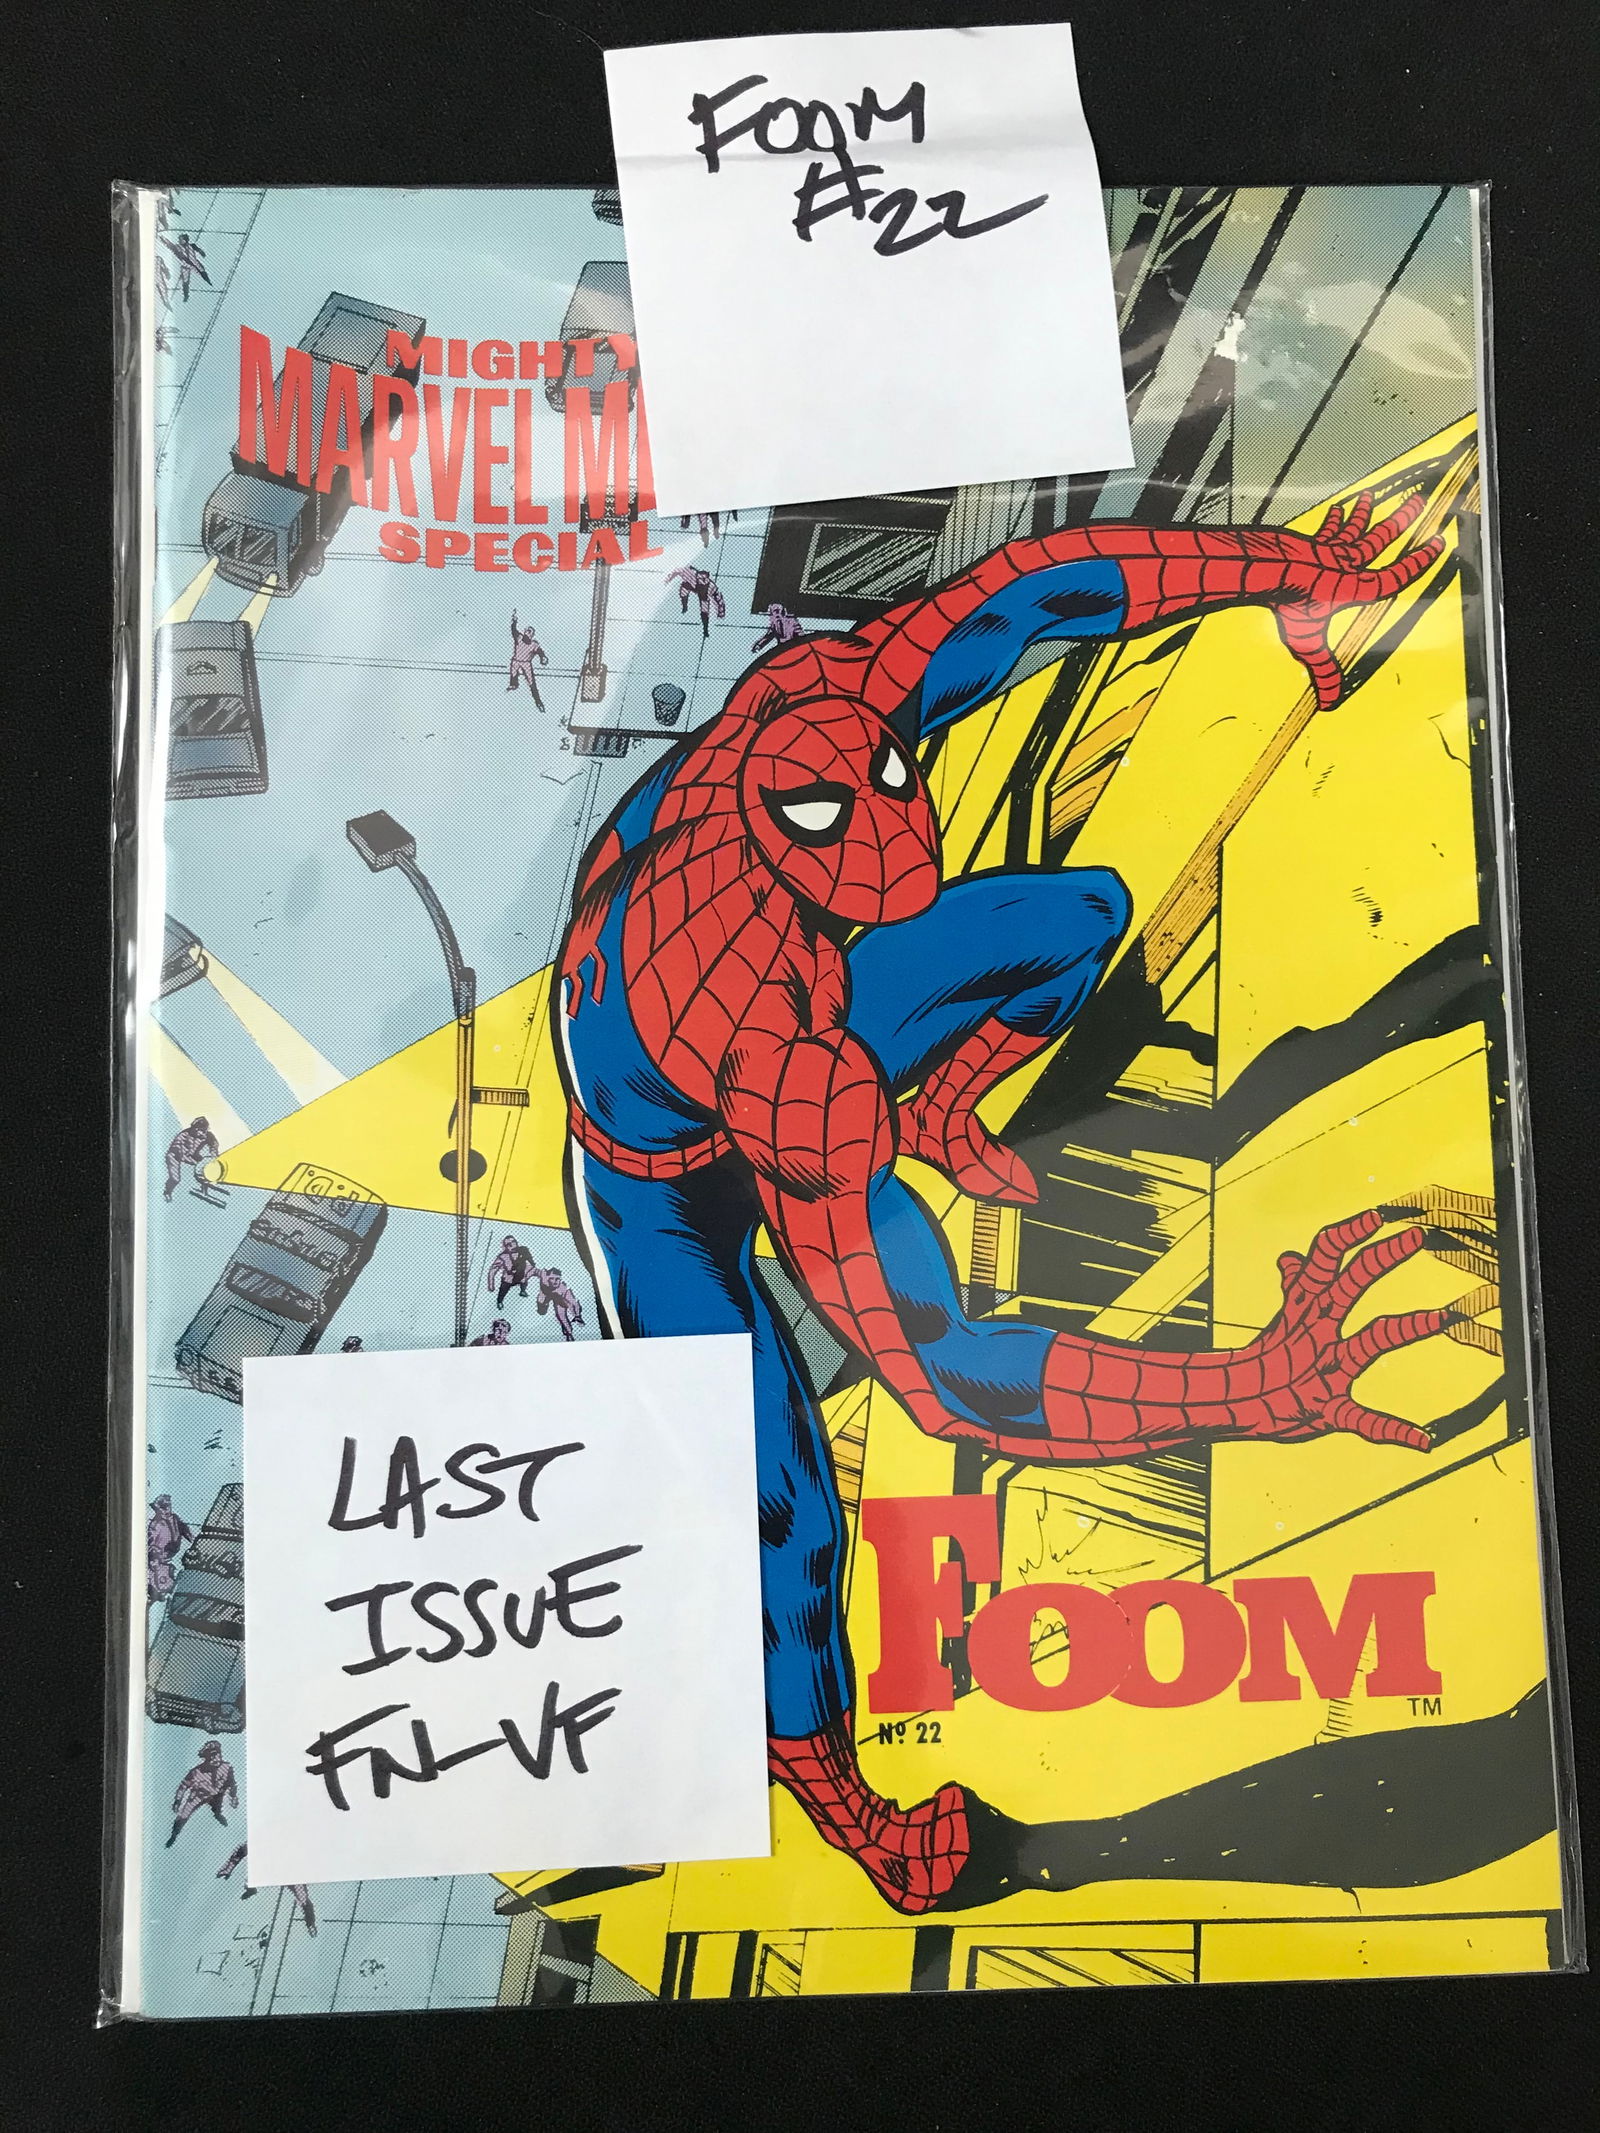 FOOM
#22
MIGHTY
MARVEL M
SPECIAL
LAST
ISSUE
FN-VF
FOOM
TM
Nº 22